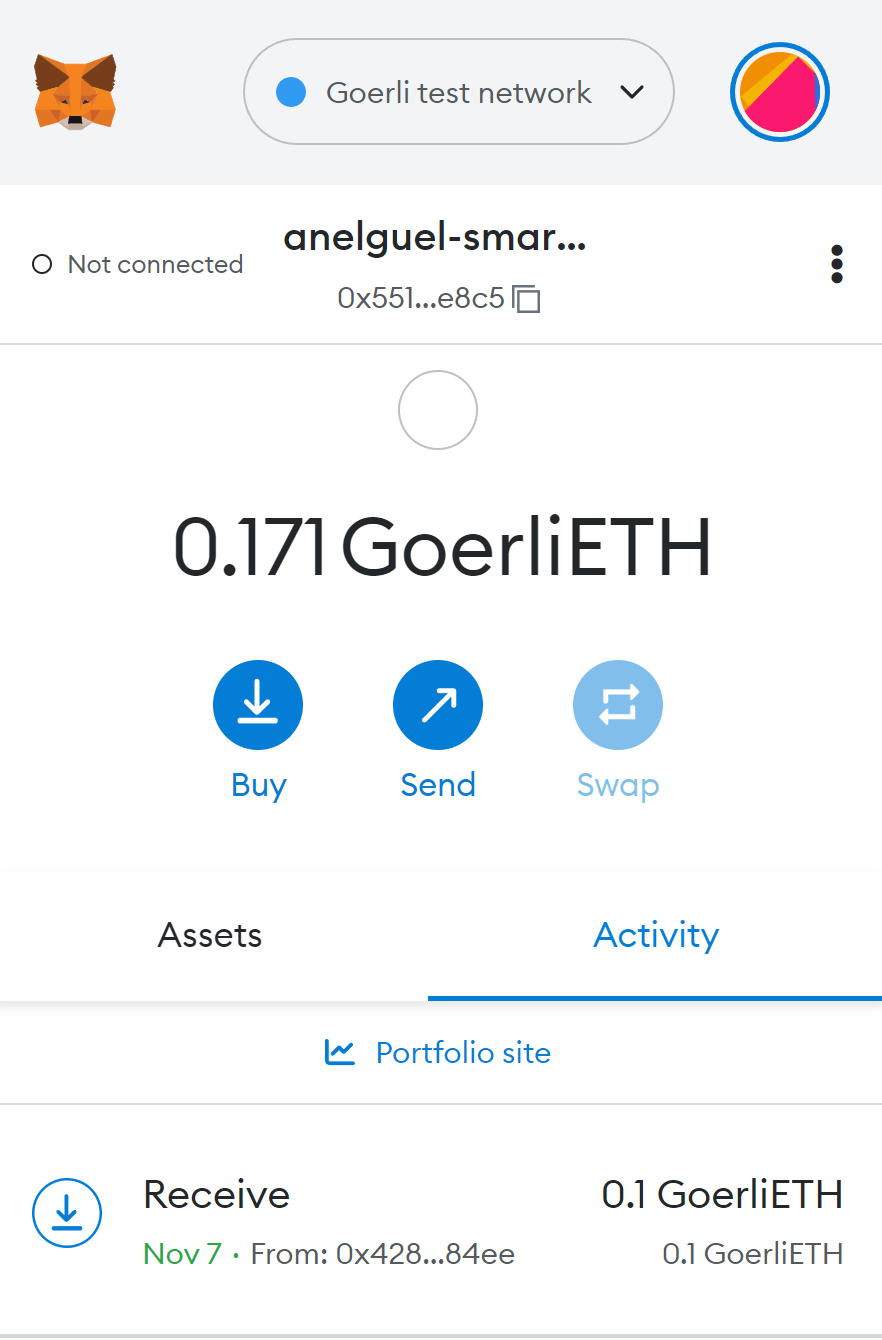 Goerli test network
Not connected
anelguel-smar...
0x551...e8c5
0.171 GoerliETH
Buy
Send
Swap
Assets
Activity
Portfolio site
Receive
0.1 GoerliETH
Nov 7 · From: 0x428...84ee
0.1 GoerliETH